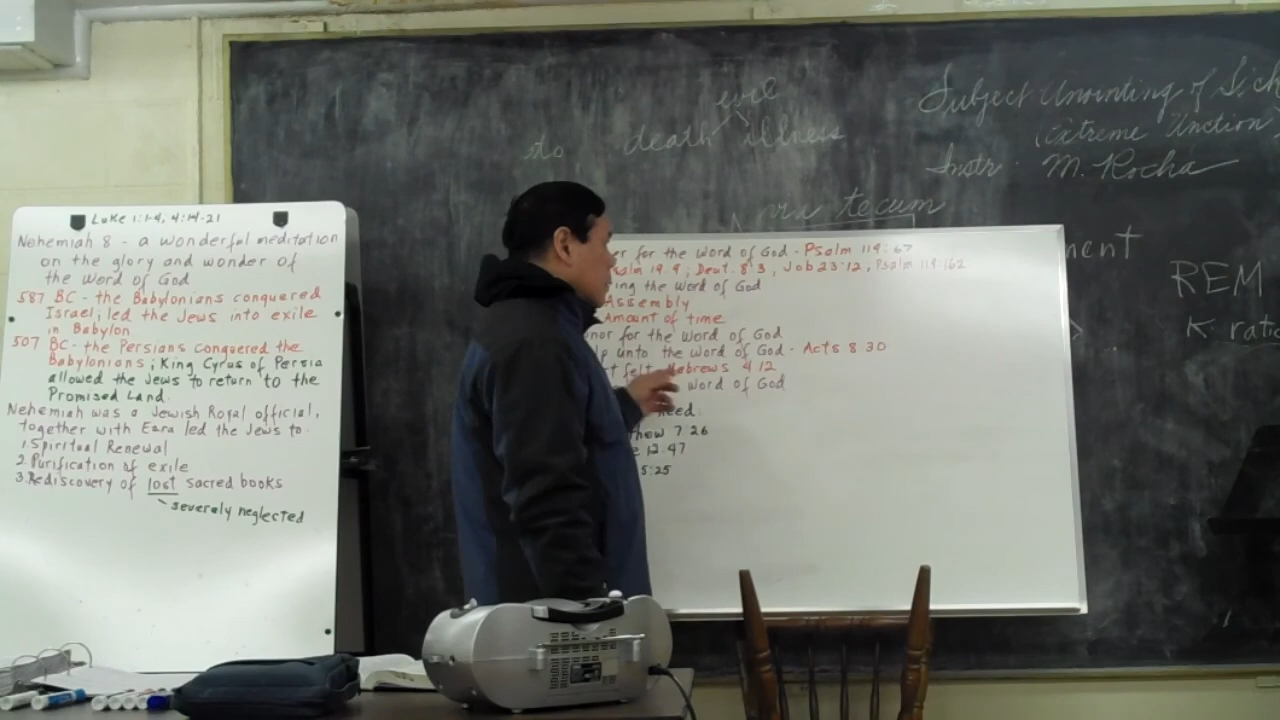 Luke 1:1-4, 4:14-21
Nehemiah 8 - a wonderful meditation
on the glory and wonder of
the Word of God
587 BC - the Babylonians conquered
Israel; led the Jews into exile
in Babylon
507 BC - the Persians conquered the
Babylonians; King Cyrus of Persia
allowed the Jews to return to the
Promised Land.
Nehemiah was a Jewish Royal official,
together with Ezra led the Jews to:
1. Spiritual Renewal
2. Purification of exile
3. Rediscovery of lost sacred books
severely neglected
evil
do death illness
Subject Anointing of Sick
(Extreme Unction
Instr. M. Rocha
tecum
for the Word of God - Psalm 119:67
19:9; Deut. 8:3, Job 23:12, Psalm 119:162
the Word of God
Assembly
Amount of time
for the Word of God
unto the Word of God - Acts 8:30
felt Hebrews 4:12
Word of God
need:
7:26
12:47
5:25
ment
REM
K. ratio